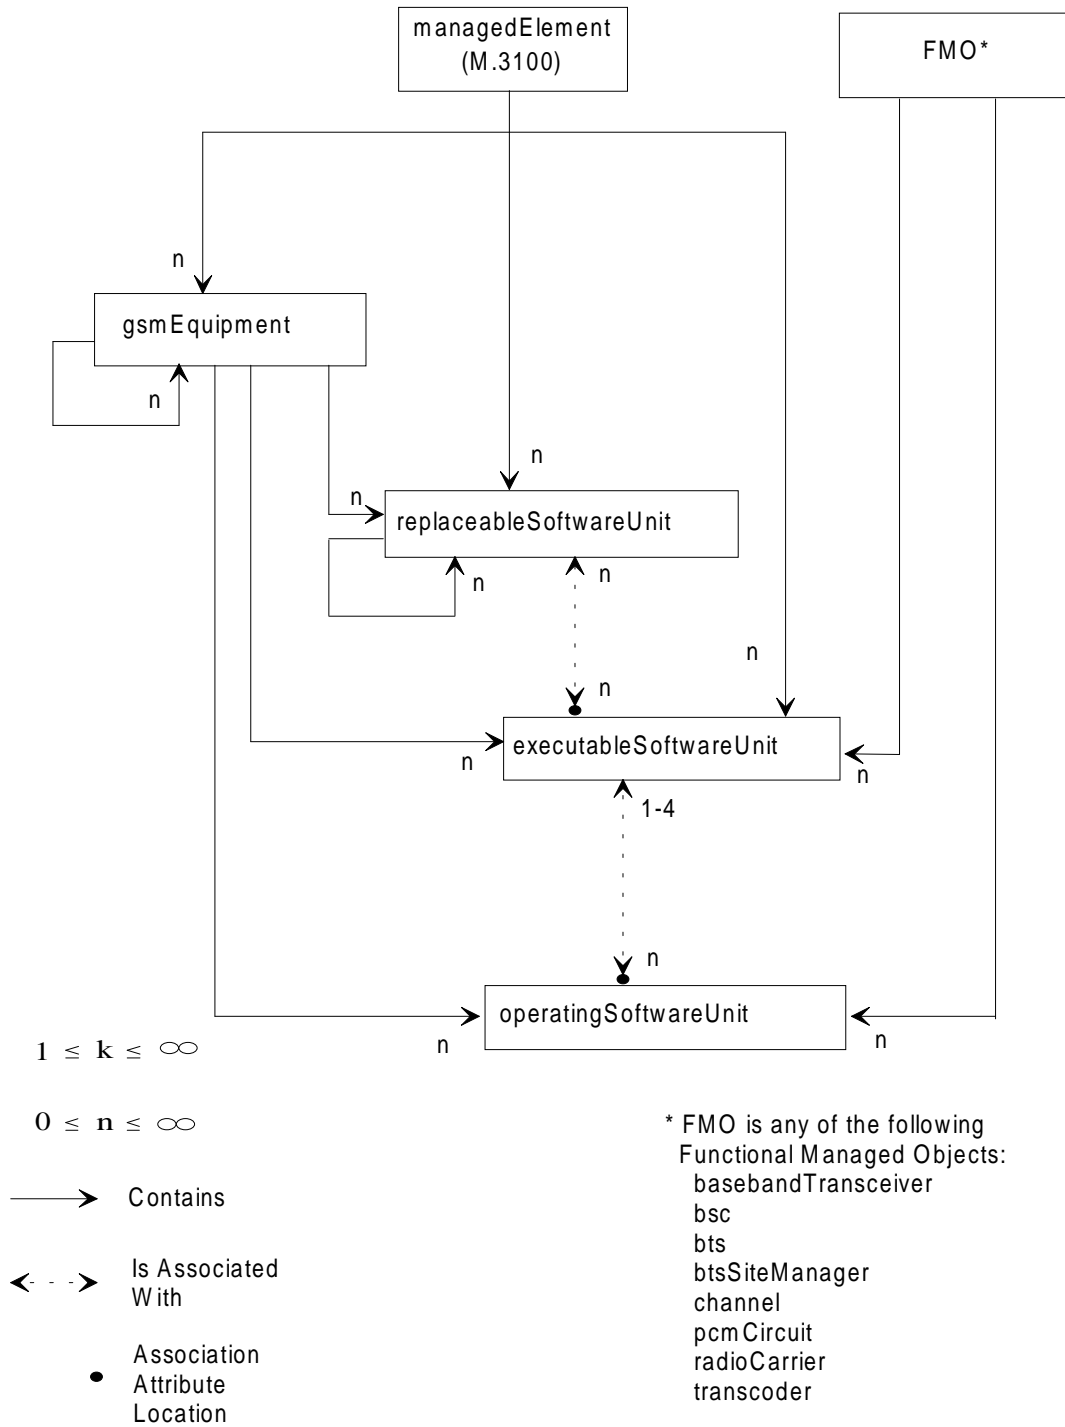 managedElement
(M.3100)
FMO*
n
gsmEquipment
n
n
n
replaceableSoftwareUnit
n
n
n
n
executableSoftwareUnit
n
n
1-4
n
operatingSoftwareUnit
n
n
1 ≤ k ≤ ∞
0 ≤ n ≤ ∞
* FMO is any of the following
Functional Managed Objects:
basebandTransceiver
bsc
bts
btsSiteManager
channel
pcmCircuit
radioCarrier
transcoder
Contains
Is Associated
With
Association
Attribute
Location